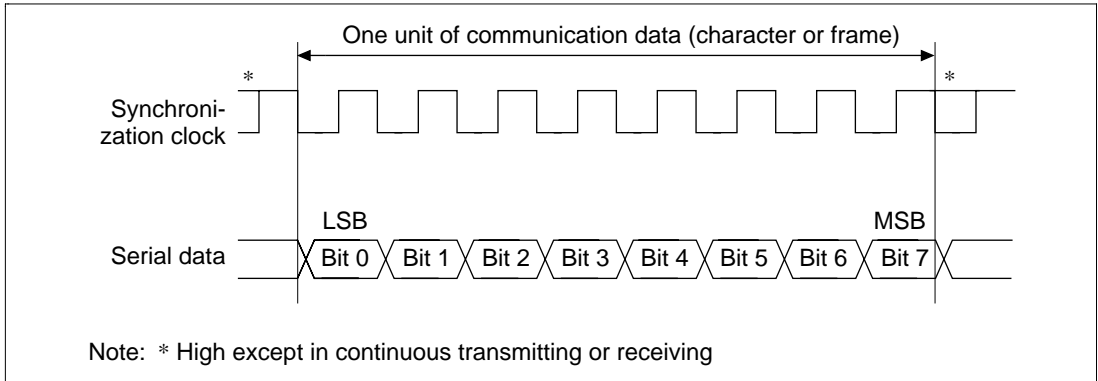 One unit of communication data (character or frame)
* *
Synchroni-
zation clock
LSB MSB
Serial data Bit 0 Bit 1 Bit 2 Bit 3 Bit 4 Bit 5 Bit 6 Bit 7
Note: * High except in continuous transmitting or receiving